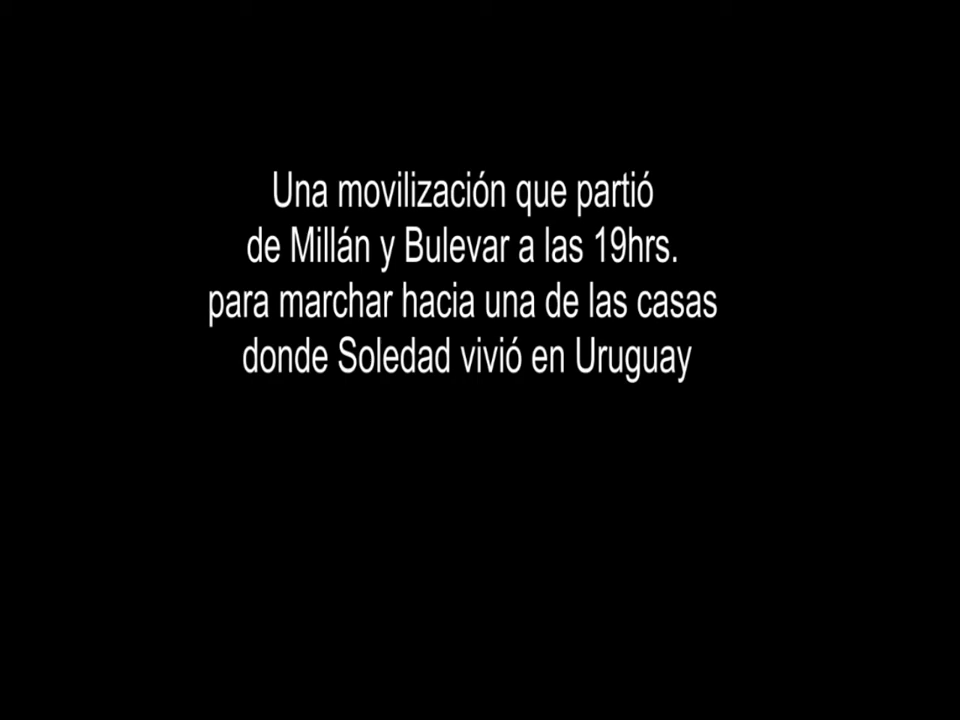 Una movilización que partió
de Millán y Bulevar a las 19hrs.
para marchar hacia una de las casas
donde Soledad vivió en Uruguay